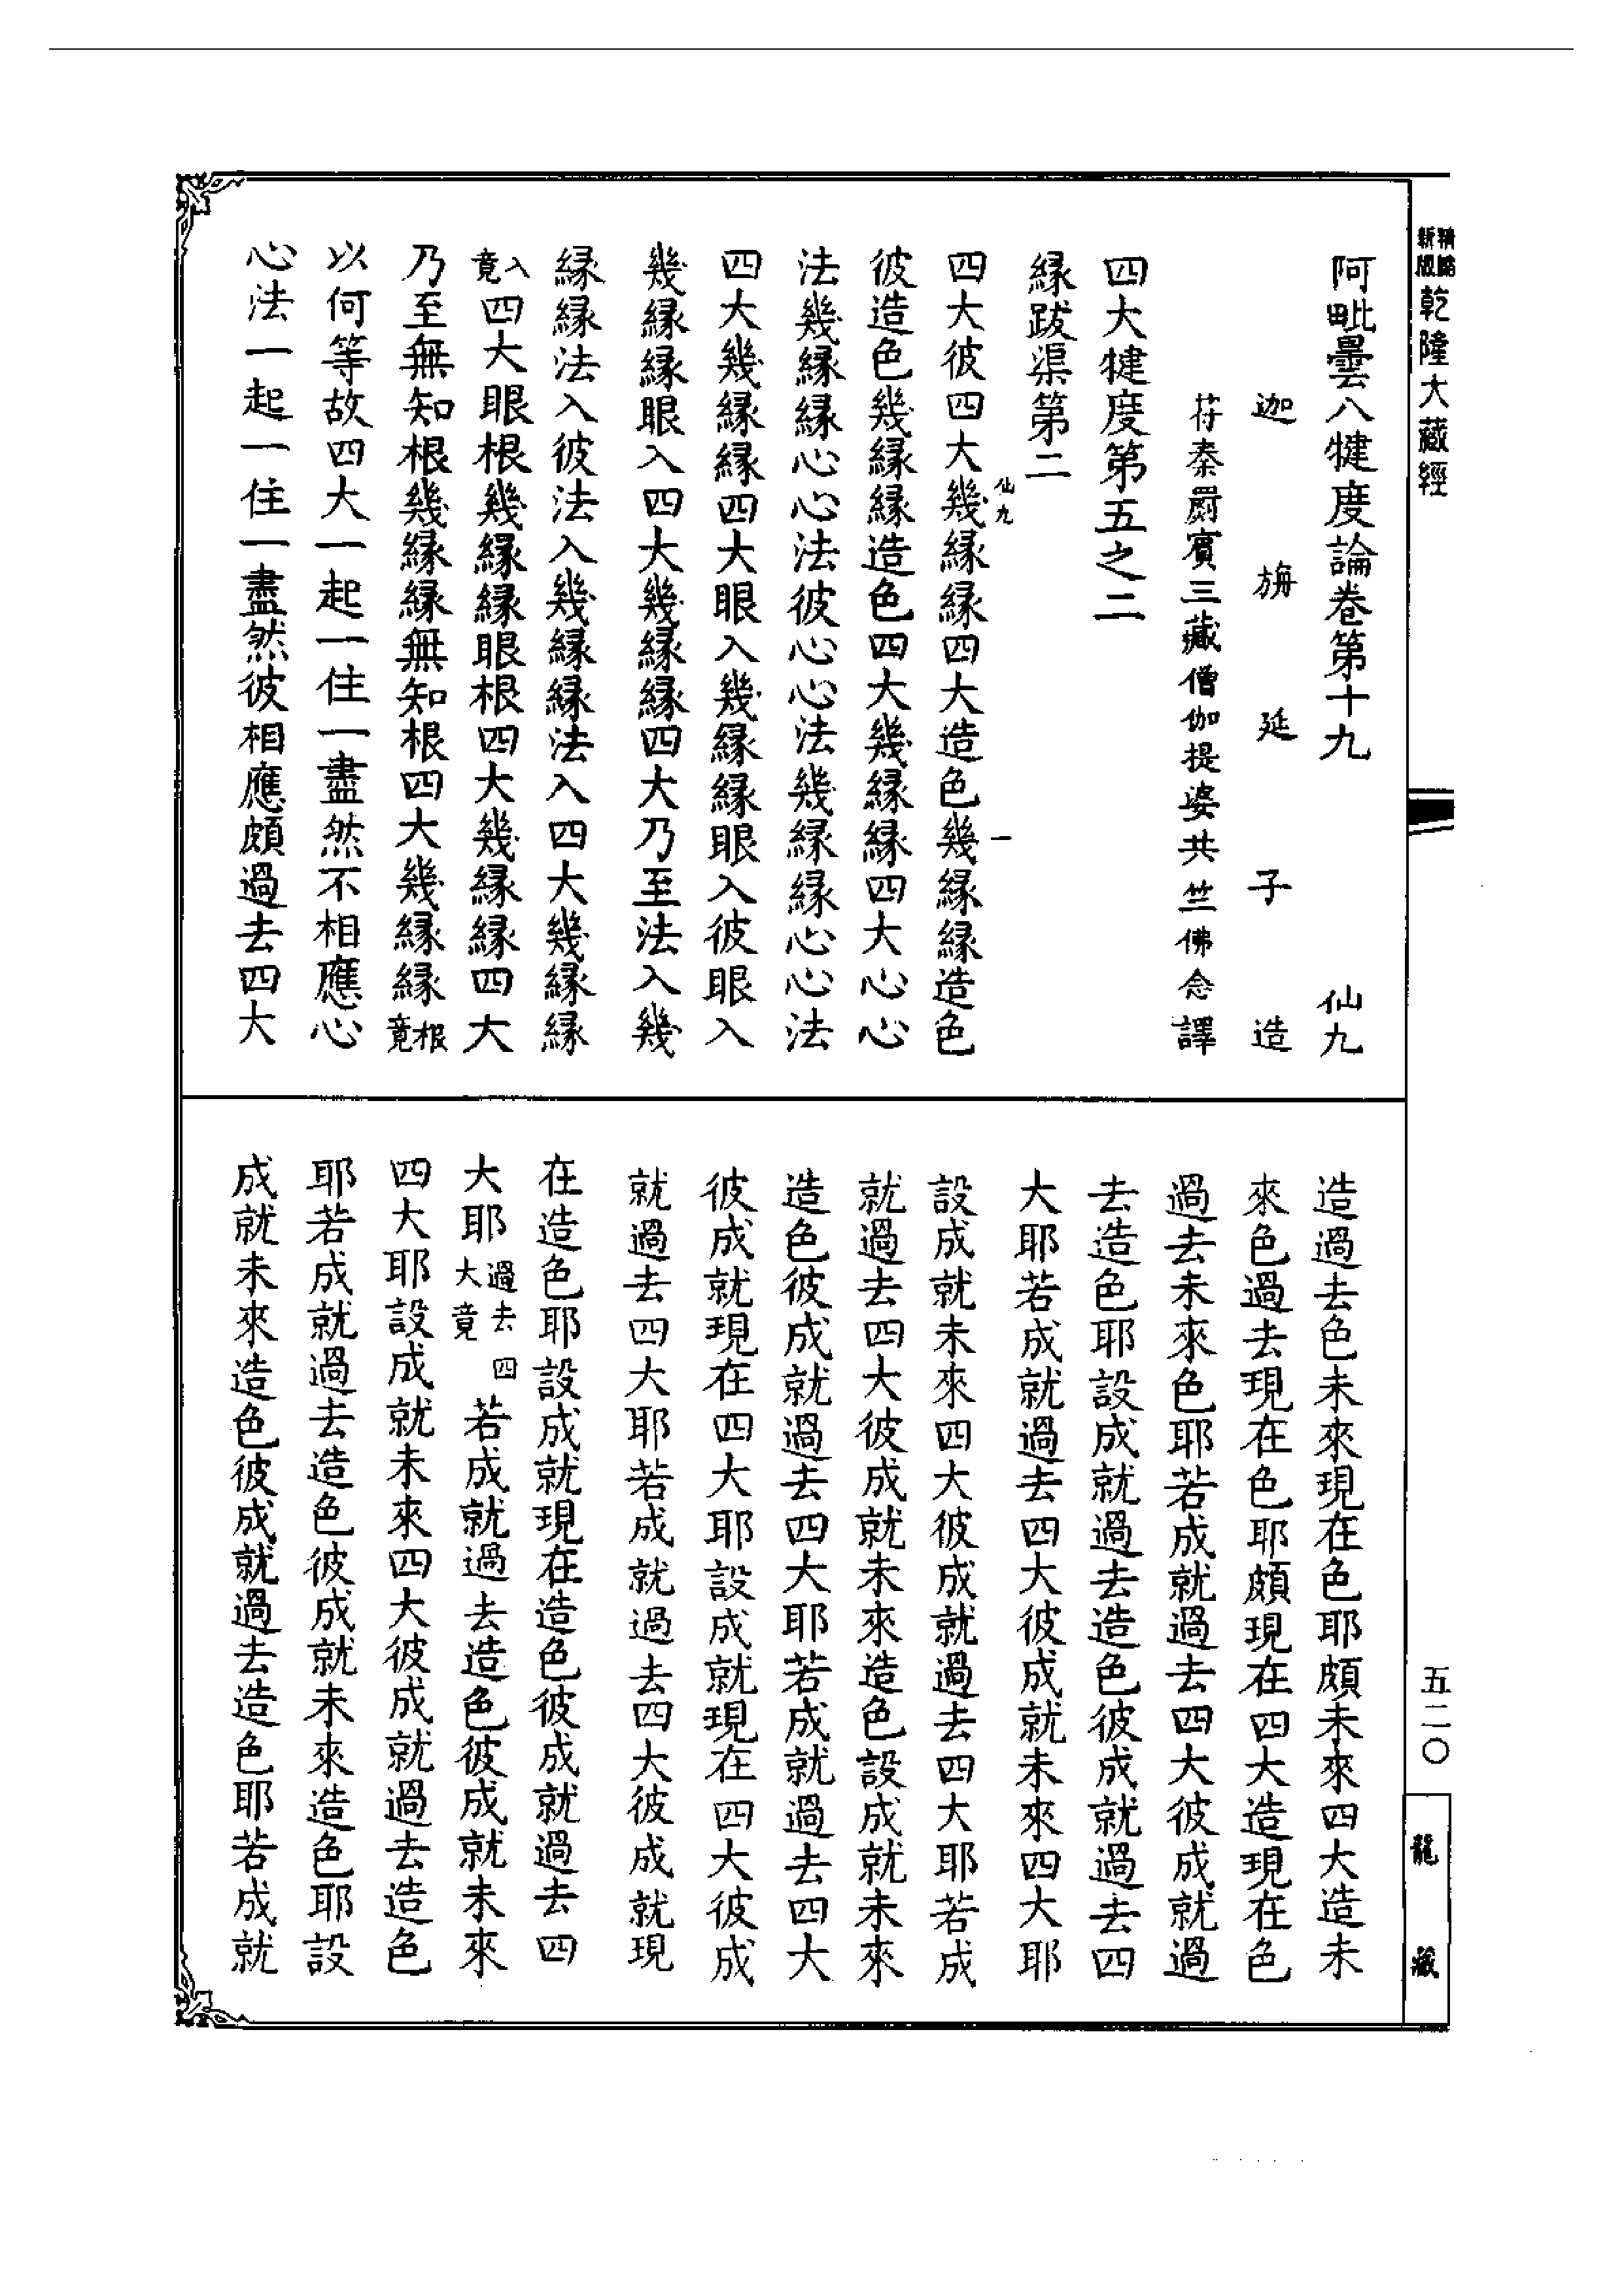 阿毗曇八犍度論卷第十九　仙九
迦旃延子造
苻秦罽賓三藏僧伽提婆共竺佛念譯
四大犍度第五之二
緣跋渠第二
四大彼四大幾緣緣四大造色幾緣緣造色
彼造色幾緣緣造色四大幾緣緣四大心心
法幾緣緣心心法彼心心法幾緣緣心心法
四大幾緣緣四大眼入幾緣緣眼入彼眼入
幾緣緣眼入四大幾緣緣四大乃至法入幾
緣緣法入彼法入幾緣緣法入四大幾緣緣
入竟四大眼根幾緣緣眼根四大幾緣緣四大
乃至無知根幾緣緣無知根四大幾緣緣根竟
以何等故四大一起一住一盡然不相應心
心法一起一住一盡然彼相應頗過去四大
造過去色未來現在色耶頗未來四大造未
來色過去現在色耶頗現在四大造現在色
過去未來色耶若成就過去四大彼成就過
去造色耶設成就過去造色彼成就過去四
大耶若成就過去四大彼成就未來四大耶
設成就未來四大彼成就過去四大耶若成
就過去四大彼成就未來造色設成就未來
造色彼成就過去四大耶若成就過去四大
彼成就現在四大耶設成就現在四大彼成
就過去四大耶若成就過去四大彼成就現
在造色耶設成就現在造色彼成就過去四
大耶過去四大竟若成就過去造色彼成就未來
四大耶設成就未來四大彼成就過去造色
耶若成就過去造色彼成就未來造色耶設
成就未來造色彼成就過去造色耶若成就
仙九
一
新版
乾隆大藏經
五二〇
龍藏